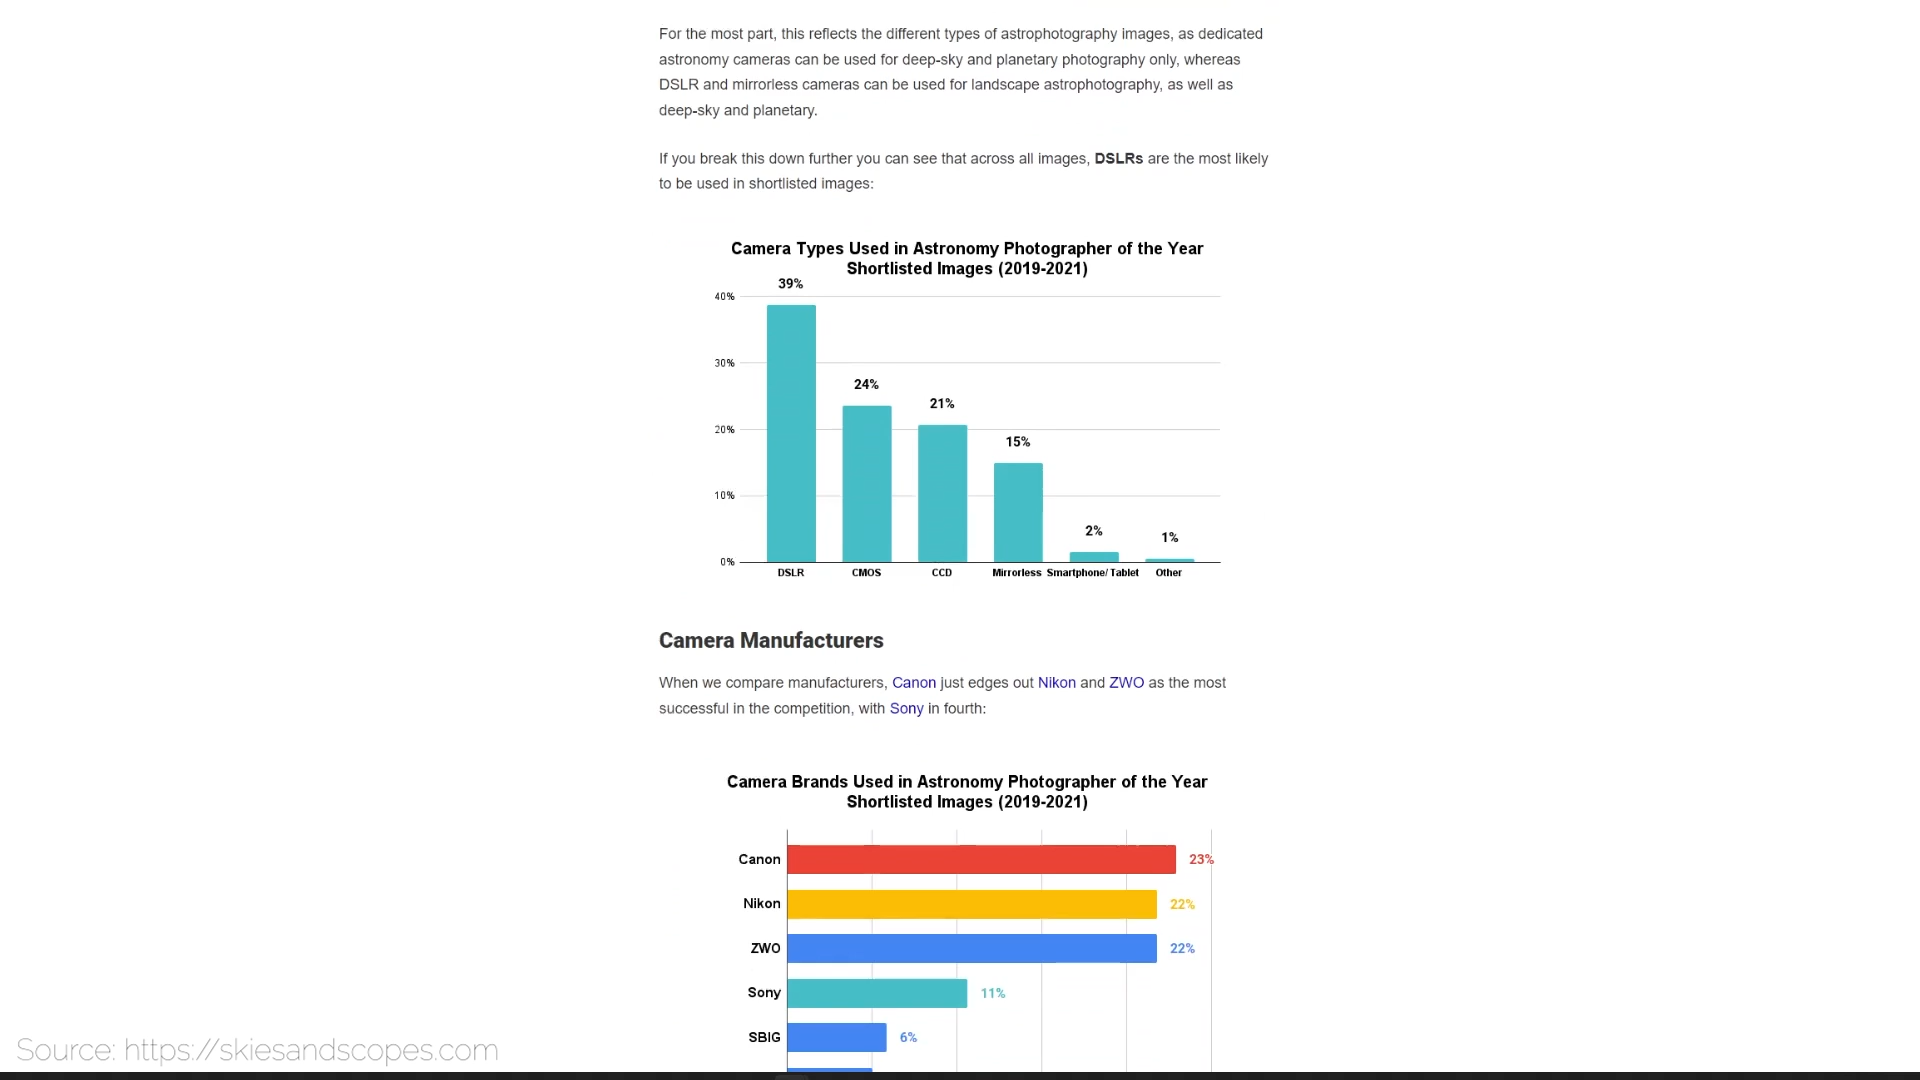 For the most part, this reflects the different types of astrophotography images, as dedicated
astronomy cameras can be used for deep-sky and planetary photography only, whereas
DSLR and mirrorless cameras can be used for landscape astrophotography, as well as
deep-sky and planetary.
If you break this down further you can see that across all images, DSLRs are the most likely
to be used in shortlisted images:
Camera Types Used in Astronomy Photographer of the Year
Shortlisted Images (2019-2021)
39%
40%
30%
24%
21%
20%
15%
10%
2%
1%
0%
DSLR CMOS CCD Mirrorless Smartphone/ Tablet Other
Camera Manufacturers
When we compare manufacturers, Canon just edges out Nikon and ZWO as the most
successful in the competition, with Sony in fourth:
Camera Brands Used in Astronomy Photographer of the Year
Shortlisted Images (2019-2021)
Canon 23%
Nikon 22%
ZWO 22%
Sony 11%
SBIG 6%
Source: https://skiesandscopes.com